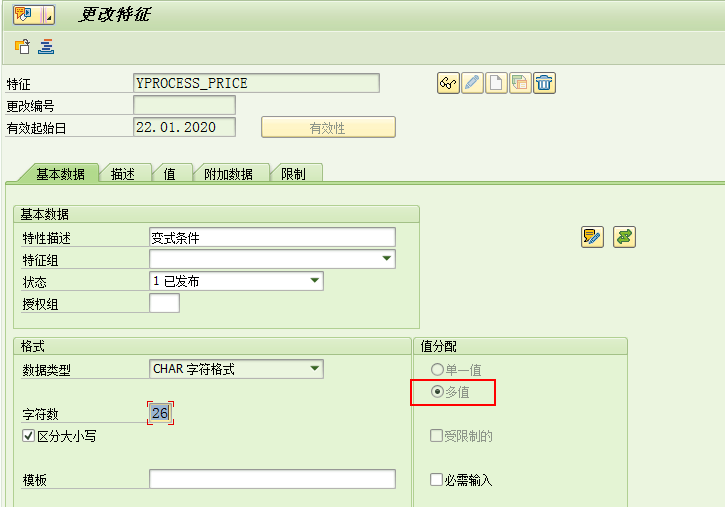 更改特征
特征 YPROCESS_PRICE
更改编号
有效起始日 22.01.2020 有效性
基本数据 描述 值 附加数据 限制
基本数据
特性描述 变式条件
特征组
状态 1 已发布
授权组
格式 值分配
数据类型 CHAR 字符格式 单一值
多值
字符数 26
区分大小写 受限制的
模板 必需输入